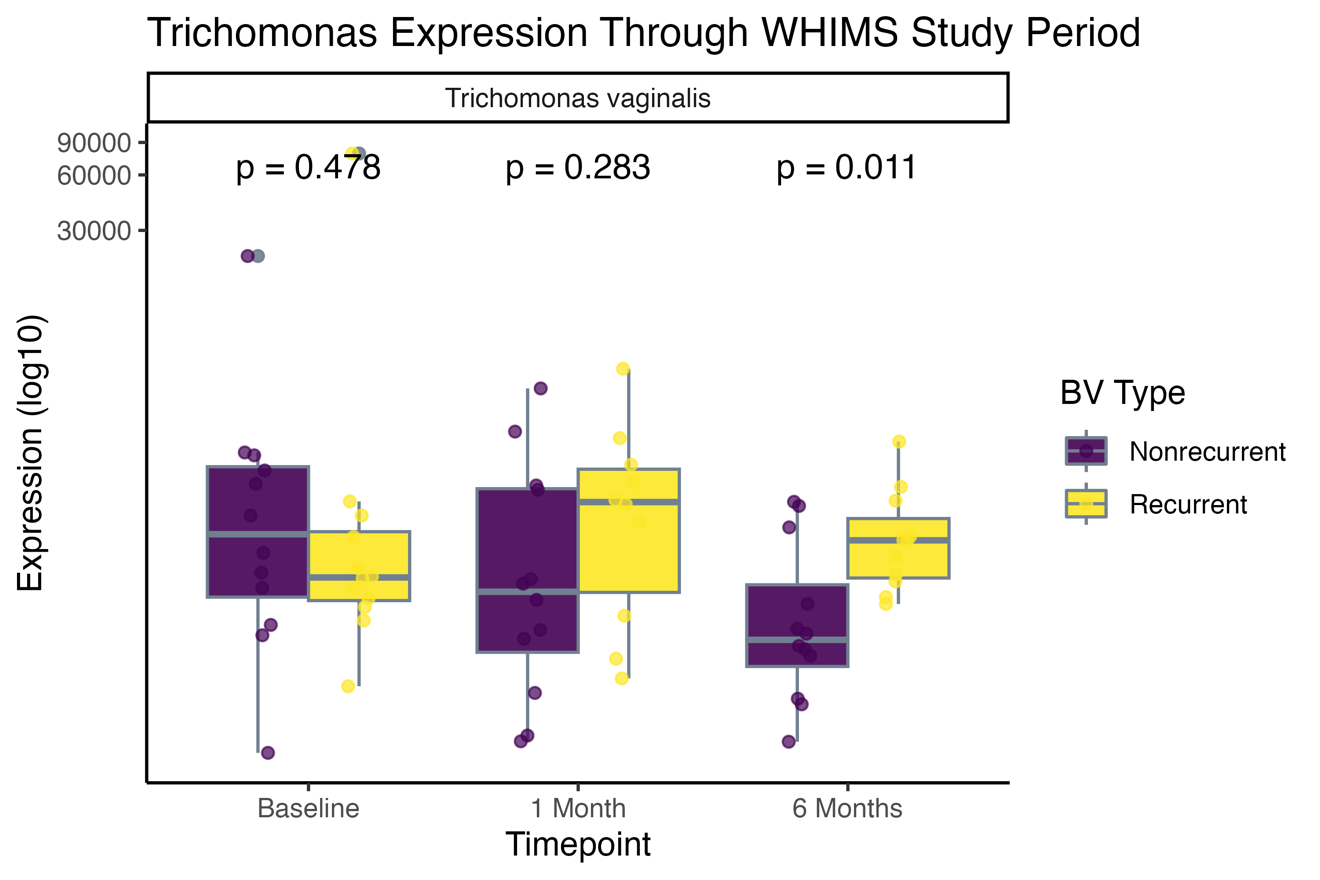 Trichomonas Expression Through WHIMS Study Period
Trichomonas vaginalis
90000
60000
30000
p = 0.478
p = 0.283
p = 0.011
Expression (log10)
BV Type
Nonrecurrent
Recurrent
Baseline
1 Month
6 Months
Timepoint